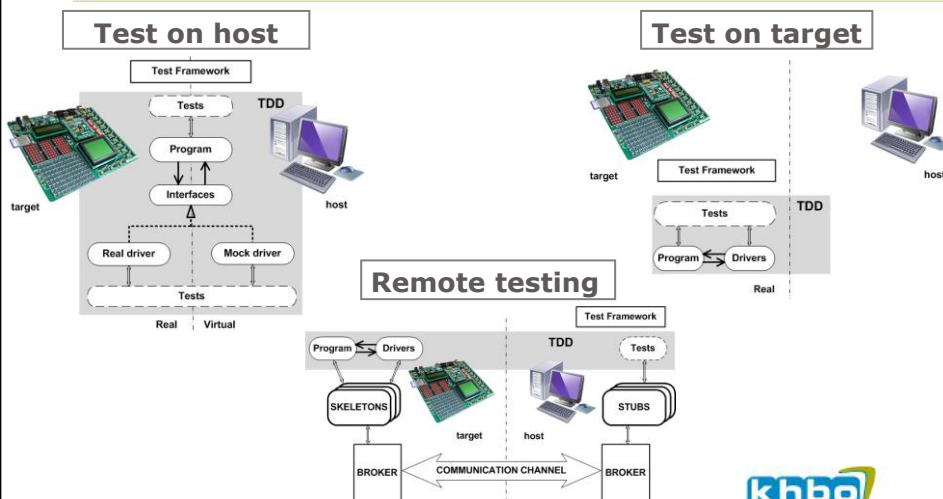 Test on host
Test Framework
Tests
TDD
Program
Interfaces
target
host
Real driver
Mock driver
Tests
Real
Virtual
Test on target
target
host
Test Framework
Tests
TDD
Program
Drivers
Real
Remote testing
Test Framework
Program
Drivers
TDD
Tests
SKELETONS
target
host
STUBS
BROKER
COMMUNICATION CHANNEL
BROKER
khbo